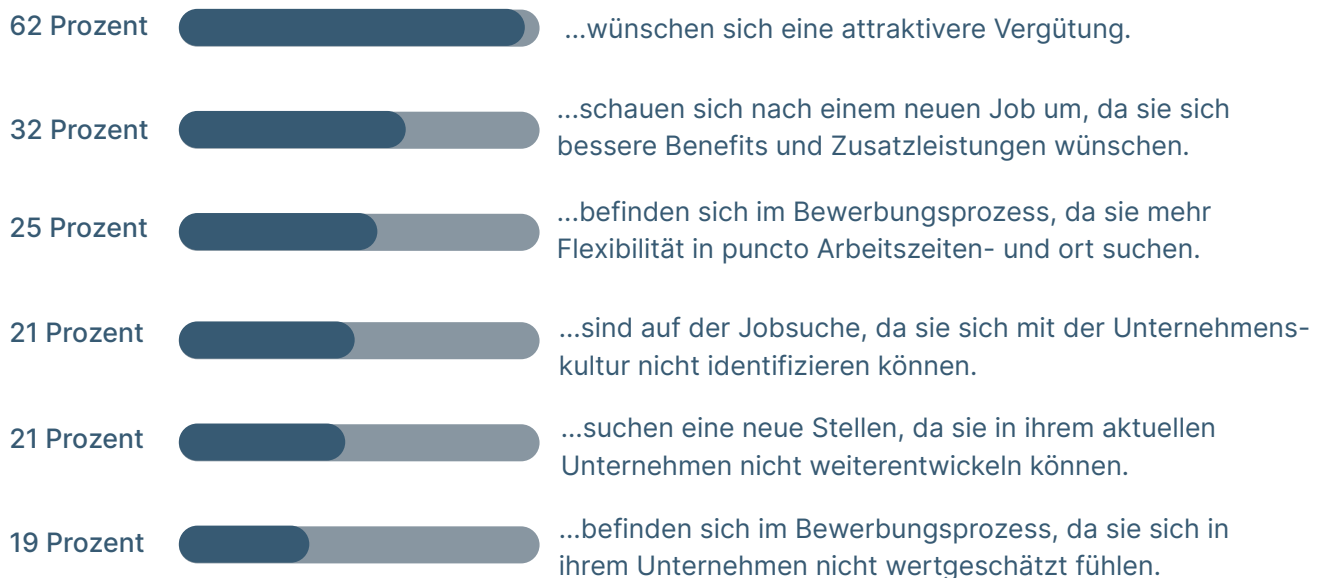 62 Prozent
...wünschen sich eine attraktivere Vergütung.
32 Prozent
...schauen sich nach einem neuen Job um, da sie sich
bessere Benefits und Zusatzleistungen wünschen.
25 Prozent
...befinden sich im Bewerbungsprozess, da sie mehr
Flexibilität in puncto Arbeitszeiten- und ort suchen.
21 Prozent
...sind auf der Jobsuche, da sie sich mit der Unternehmens-
kultur nicht identifizieren können.
21 Prozent
...suchen eine neue Stellen, da sie in ihrem aktuellen
Unternehmen nicht weiterentwickeln können.
19 Prozent
...befinden sich im Bewerbungsprozess, da sie sich in
ihrem Unternehmen nicht wertgeschätzt fühlen.